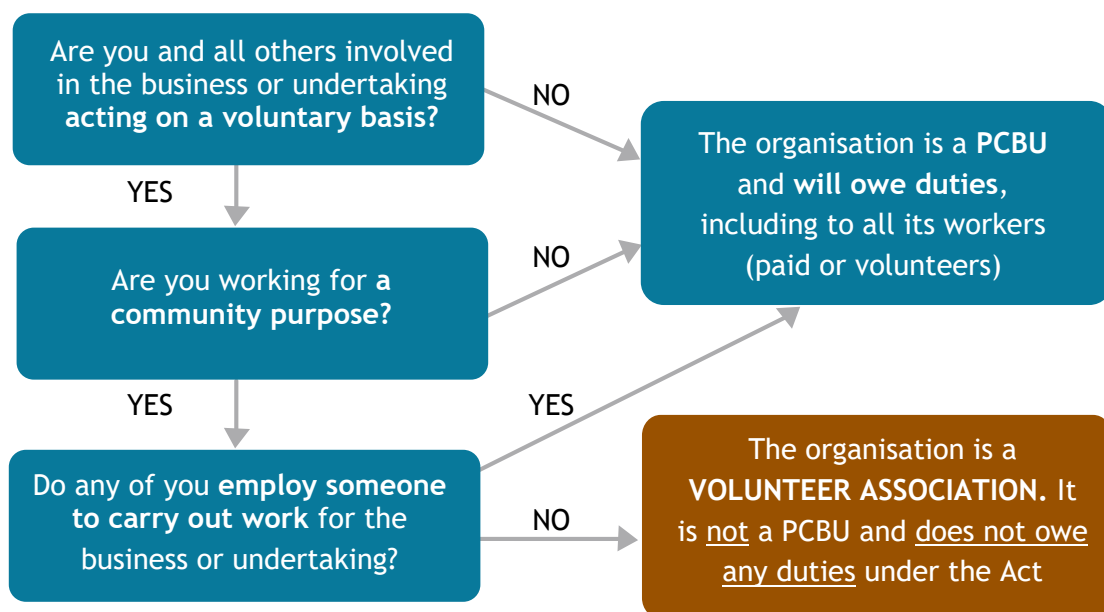 Are you and all others involved
in the business or undertaking
acting on a voluntary basis?
NO
YES
The organisation is a PCBU
and will owe duties,
including to all its workers
(paid or volunteers)
Are you working for a
community purpose?
NO
YES
Do any of you employ someone
to carry out work for the
business or undertaking?
YES
NO
The organisation is a
VOLUNTEER ASSOCIATION. It
is not a PCBU and does not owe
any duties under the Act